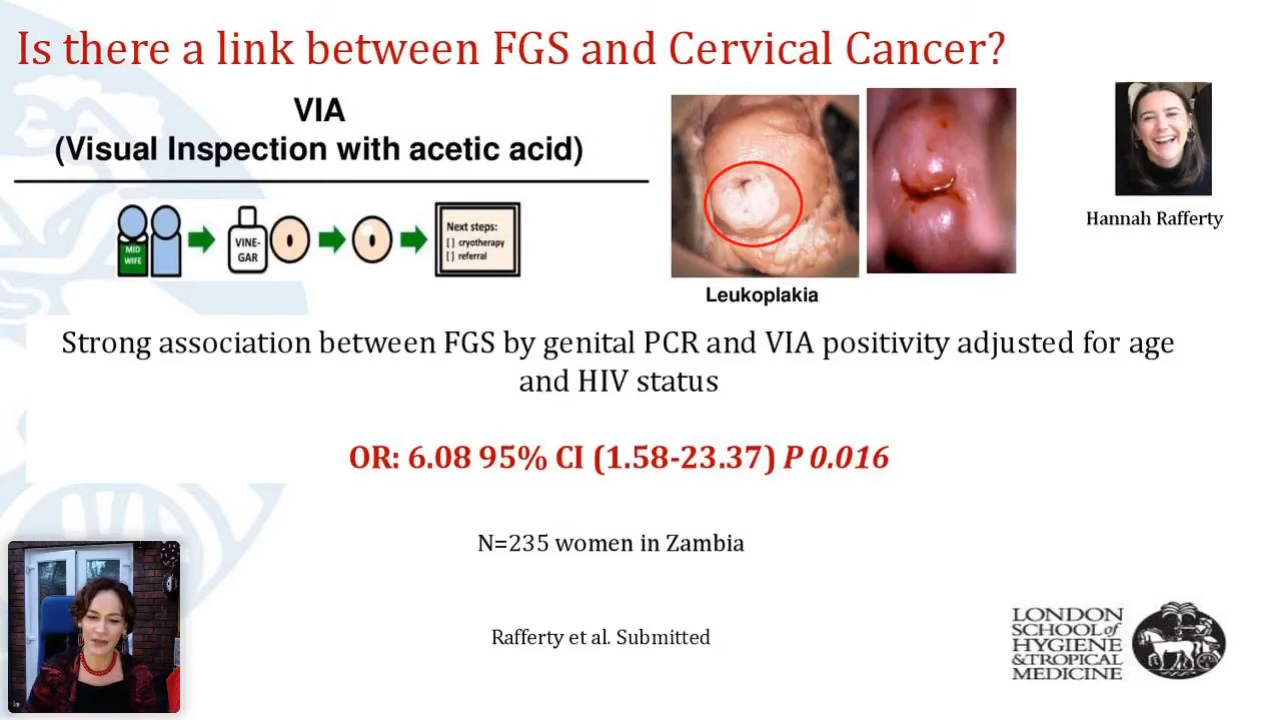 Is there a link between FGS and Cervical Cancer?
VIA
(Visual Inspection with acetic acid)
MID
WIFE
VINE-
GAR
Next steps:
[ ] cryotherapy
[ ] referral
Leukoplakia
Hannah Rafferty
Strong association between FGS by genital PCR and VIA positivity adjusted for age
and HIV status
OR: 6.08 95% CI (1.58-23.37) P 0.016
N=235 women in Zambia
Rafferty et al. Submitted
LONDON
SCHOOL of
HYGIENE
& TROPICAL
MEDICINE